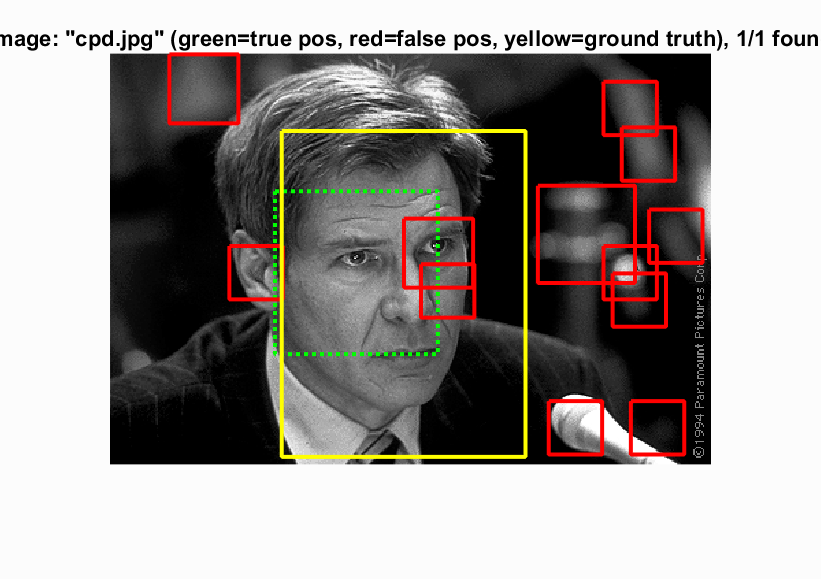 mage: "cpd.jpg" (green=true pos, red=false pos, yellow=ground truth), 1/1 foun
©1994 Paramount Pictures Corp.